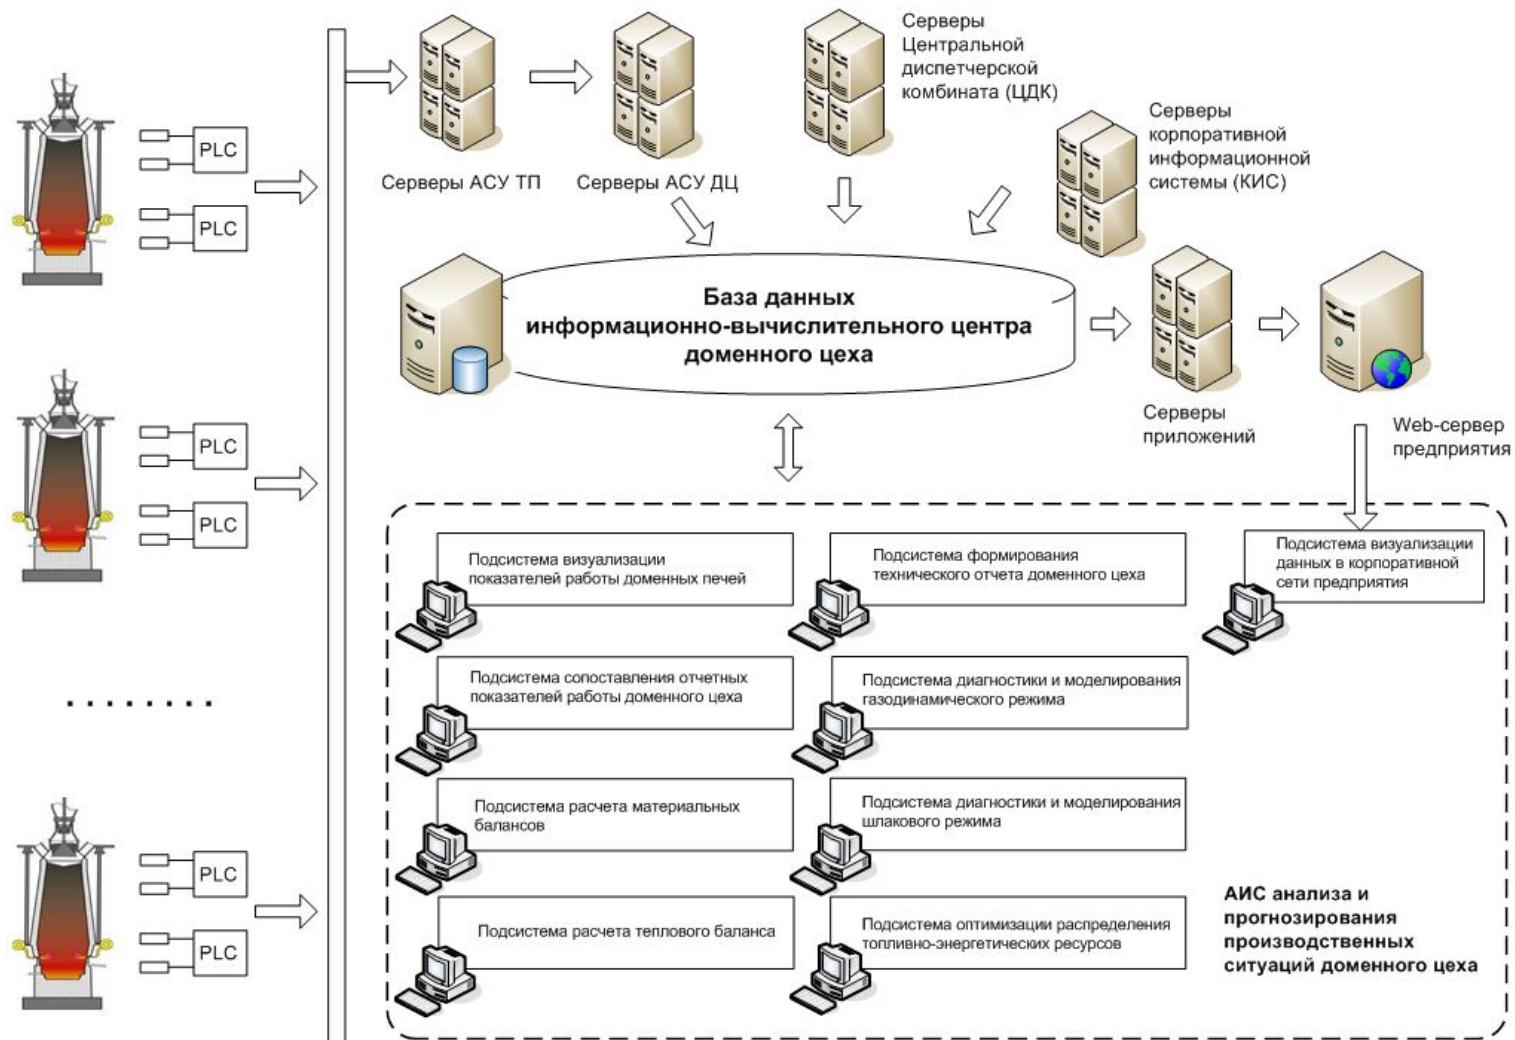 Серверы
Центральной
диспетчерской
комбината (ЦДК)
Серверы
корпоративной
информационной
системы (КИС)
PLC
PLC
Серверы АСУ ТП
Серверы АСУ ДЦ
База данных
информационно-вычислительного центра
доменного цеха
Серверы
приложений
Web-сервер
предприятия
PLC
PLC
Подсистема визуализации
показателей работы доменных печей
Подсистема формирования
технического отчета доменного цеха
Подсистема визуализации
данных в корпоративной
сети предприятия
Подсистема сопоставления отчетных
показателей работы доменного цеха
Подсистема диагностики и моделирования
газодинамического режима
. . . . . . . .
Подсистема расчета материальных
балансов
Подсистема диагностики и моделирования
шлакового режима
PLC
PLC
Подсистема расчета теплового баланса
Подсистема оптимизации распределения
топливно-энергетических ресурсов
АИС анализа и
прогнозирования
производственных
ситуаций доменного цеха